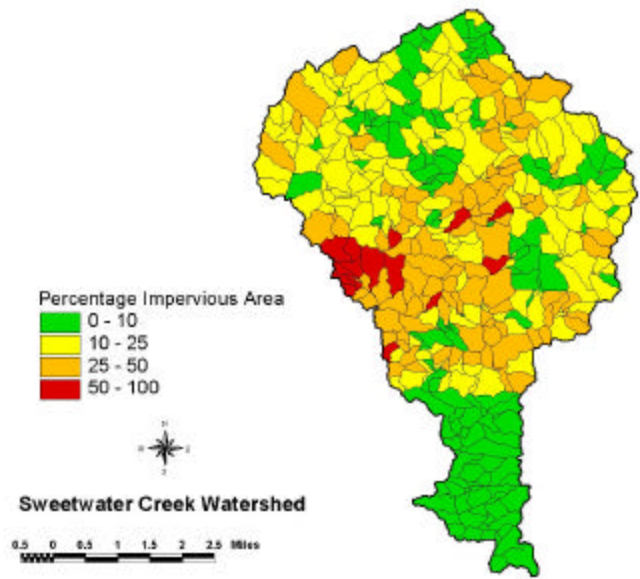 Percentage Impervious Area
0 - 10
10 - 25
25 - 50
50 - 100
Sweetwater Creek Watershed
0.5 0 0.5 1 1.5 2 2.5 Miles